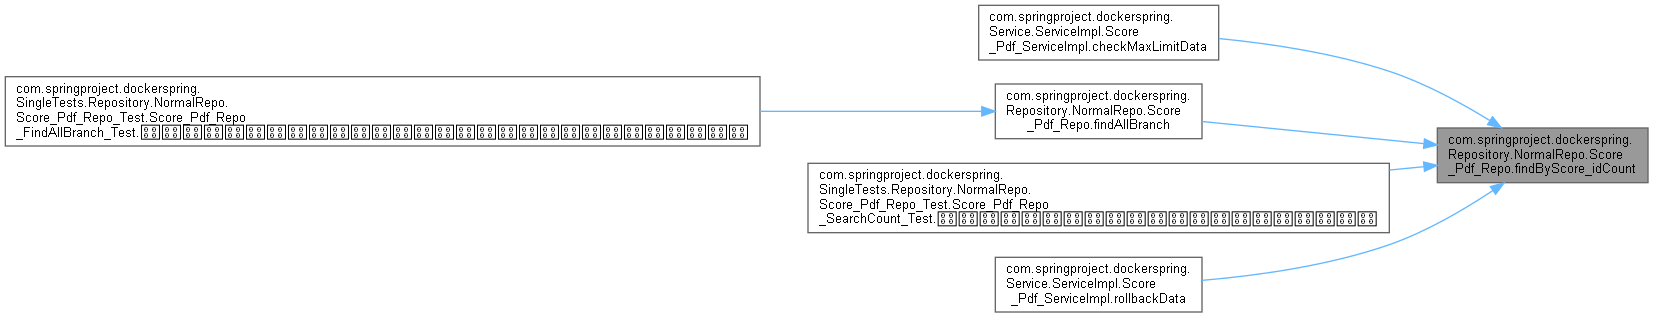 com.springproject.dockerspring.
Service.ServiceImpl.Score
_Pdf_ServiceImpl.checkMaxLimitData
com.springproject.dockerspring.
SingleTests.Repository.NormalRepo.
Score_Pdf_Repo_Test.Score_Pdf_Repo
_FindAllBranch_Test.
com.springproject.dockerspring.
Repository.NormalRepo.Score
_Pdf_Repo.findAllBranch
com.springproject.dockerspring.
Repository.NormalRepo.Score
_Pdf_Repo.findByScore_idCount
com.springproject.dockerspring.
SingleTests.Repository.NormalRepo.
Score_Pdf_Repo_Test.Score_Pdf_Repo
_SearchCount_Test.
com.springproject.dockerspring.
Service.ServiceImpl.Score
_Pdf_ServiceImpl.rollbackData